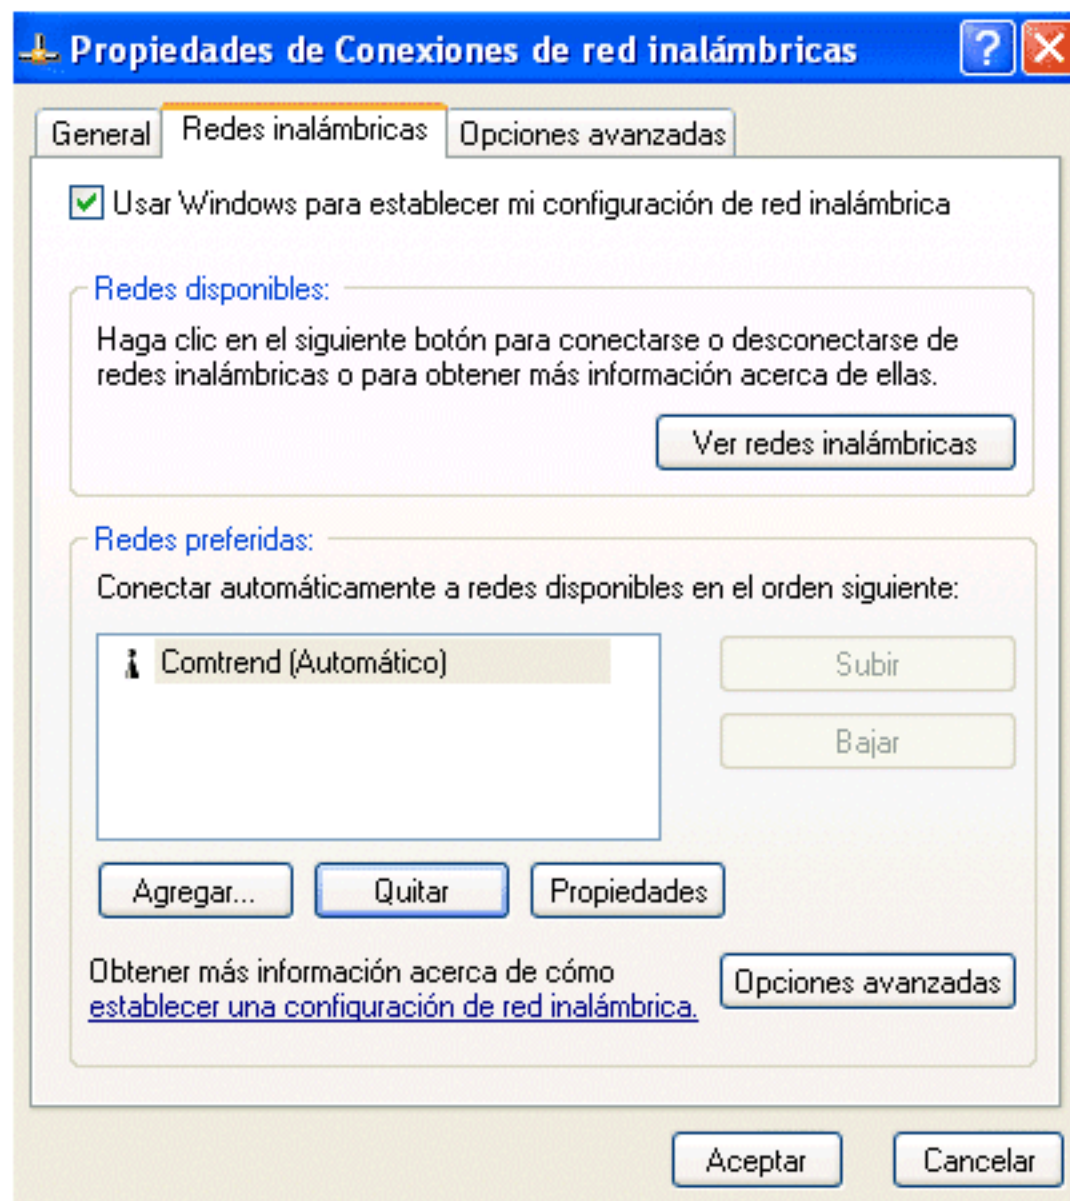 Propiedades de Conexiones de red inalámbricas
?
General
Redes inalámbricas
Opciones avanzadas
Usar Windows para establecer mi configuración de red inalámbrica
Redes disponibles:
Haga clic en el siguiente botón para conectarse o desconectarse de
redes inalámbricas o para obtener más información acerca de ellas.
Ver redes inalámbricas
Redes preferidas:
Conectar automáticamente a redes disponibles en el orden siguiente:
Comtrend (Automático)
Subir
Bajar
Agregar...
Quitar
Propiedades
Obtener más información acerca de cómo
establecer una configuración de red inalámbrica.
Opciones avanzadas
Aceptar
Cancelar